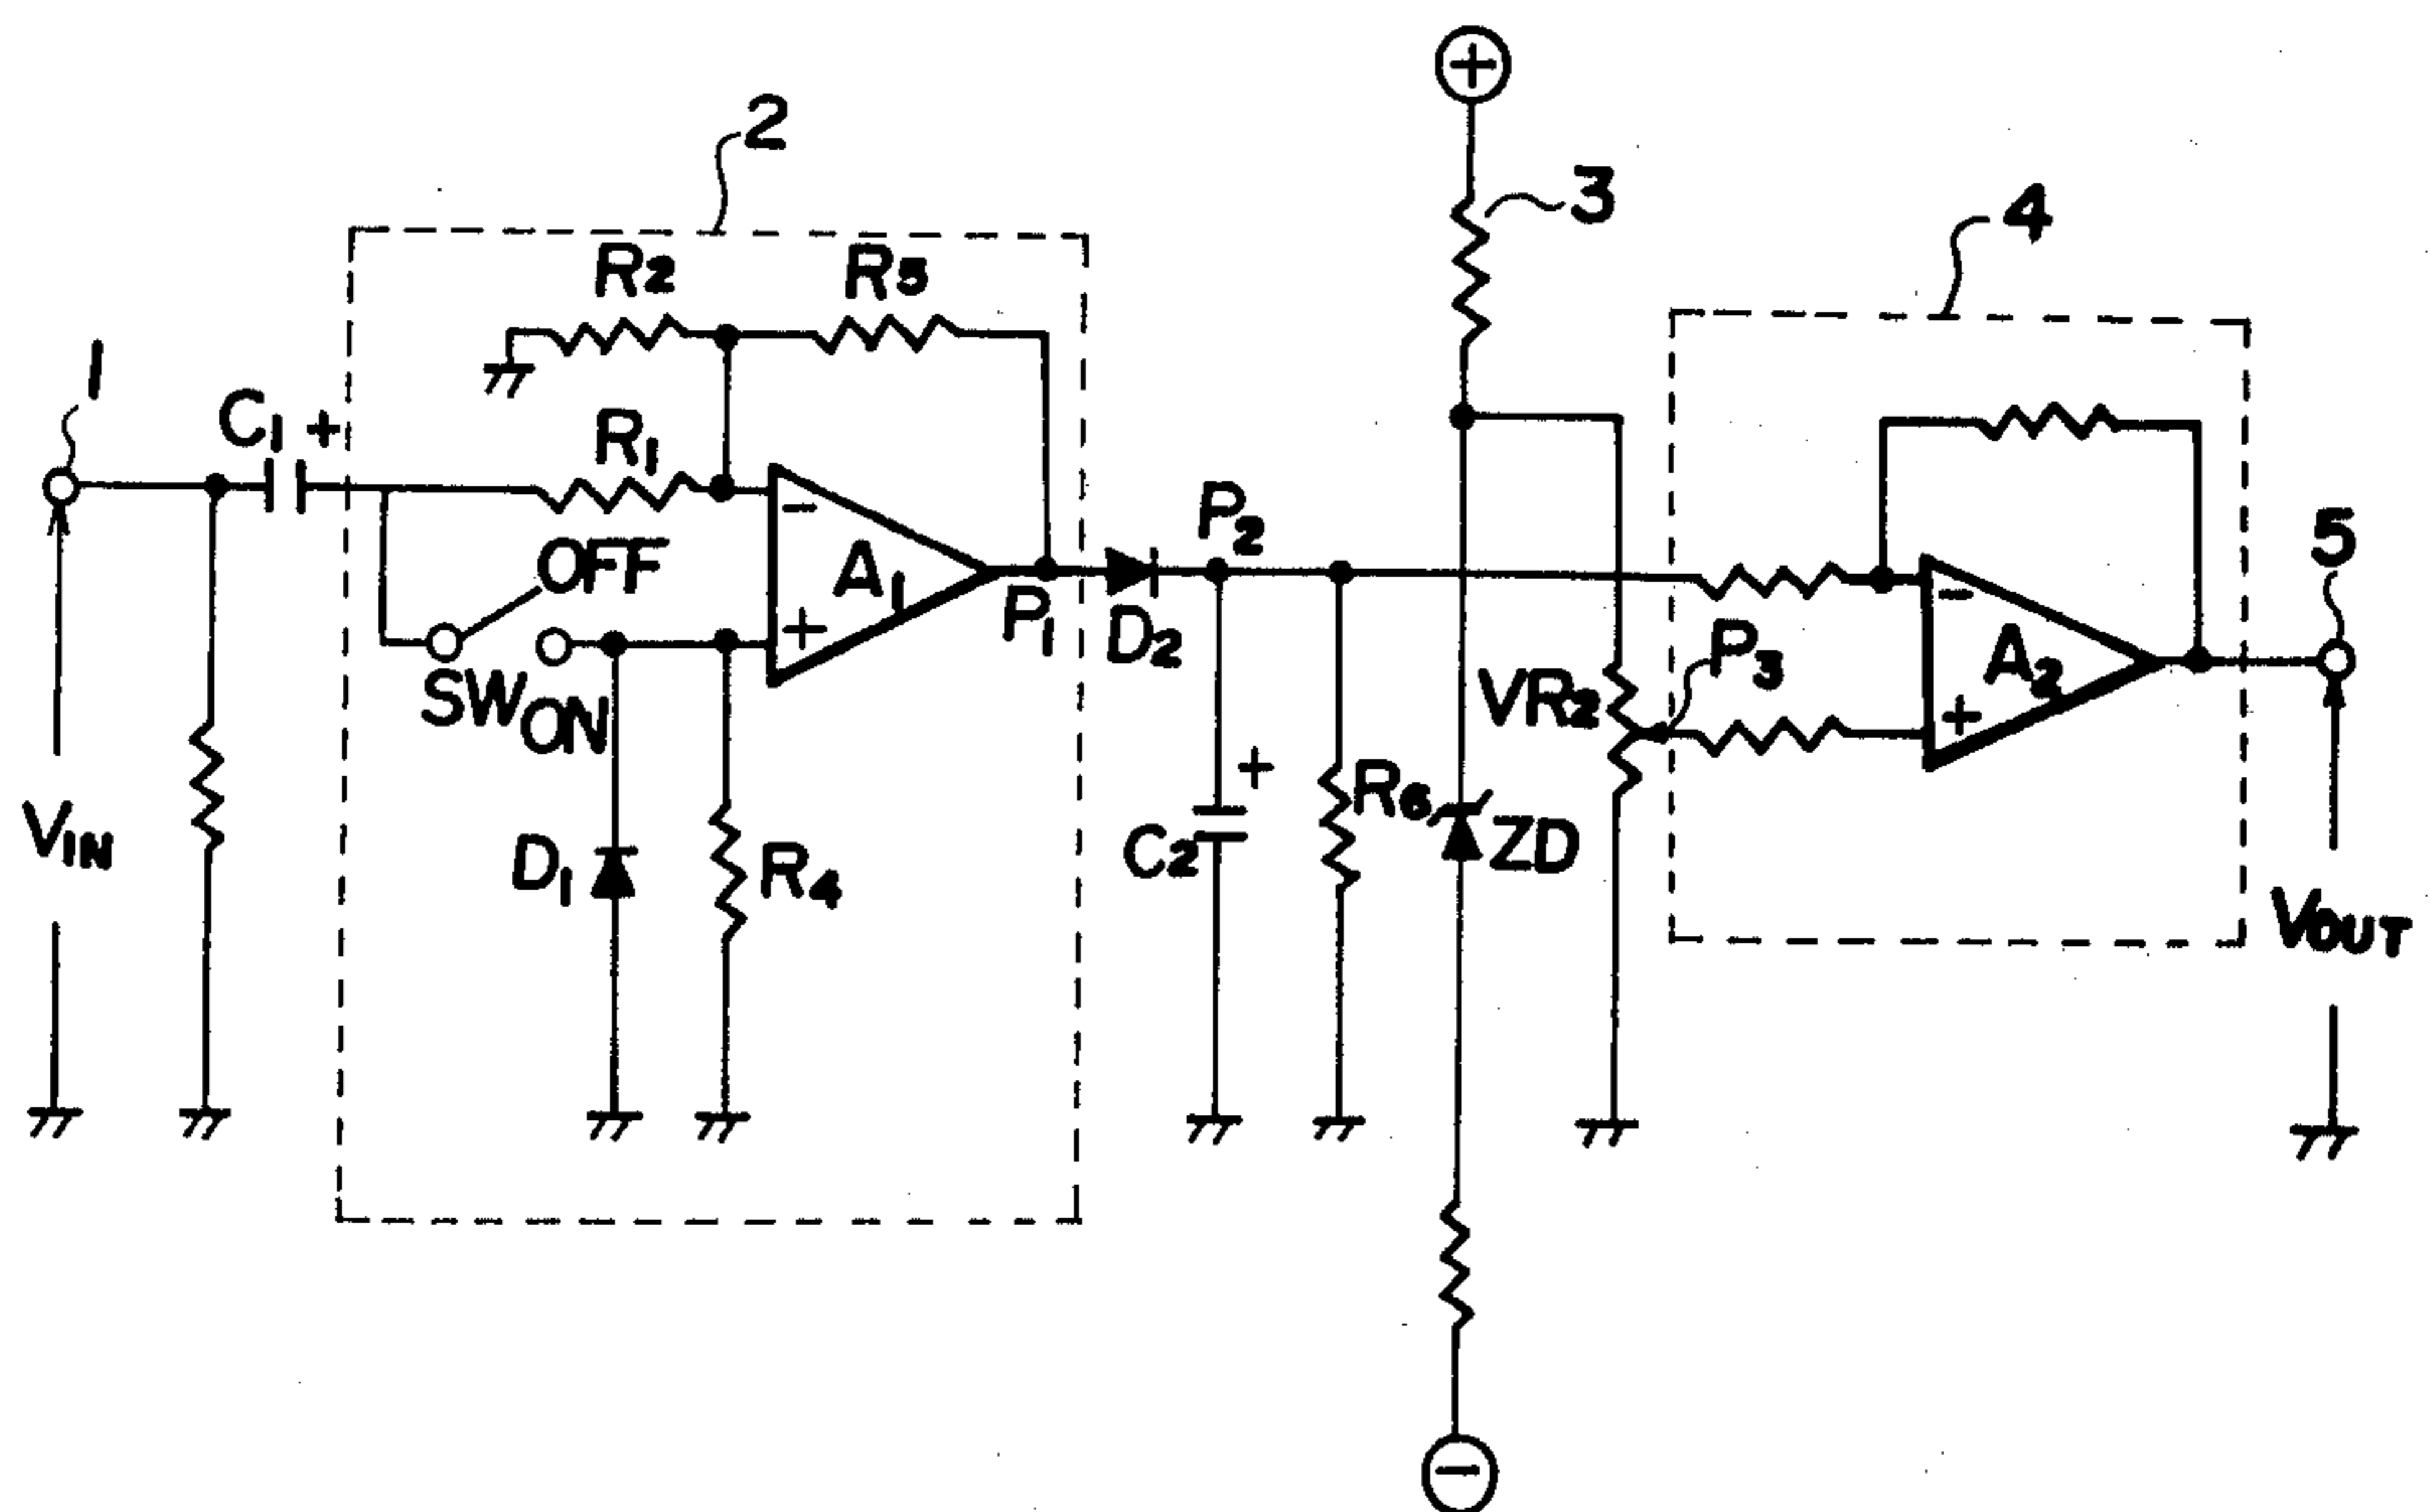 2
3
4
R2
R5
1
C1 +
R1
-
OFF
A1
+
P1
D2
P2
SW
ON
VIN
D1
R4
+
C2
R6
ZD
VR2
P3
-
A2
+
5
VOUT
+
-